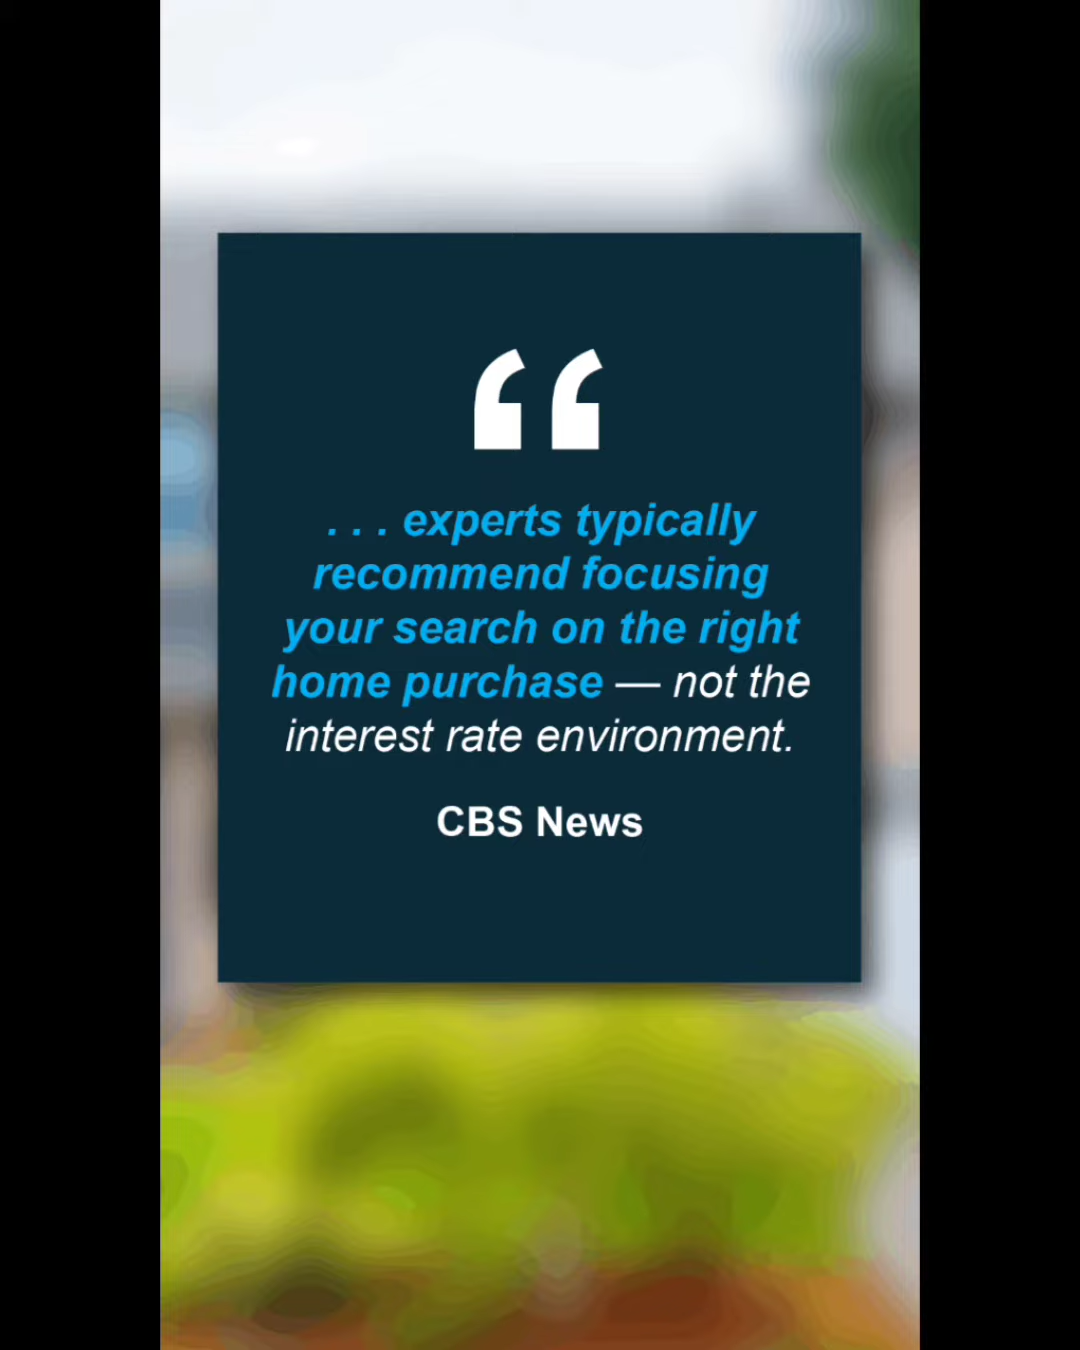 “
. . . experts typically
recommend focusing
your search on the right
home purchase — not the
interest rate environment.
CBS News